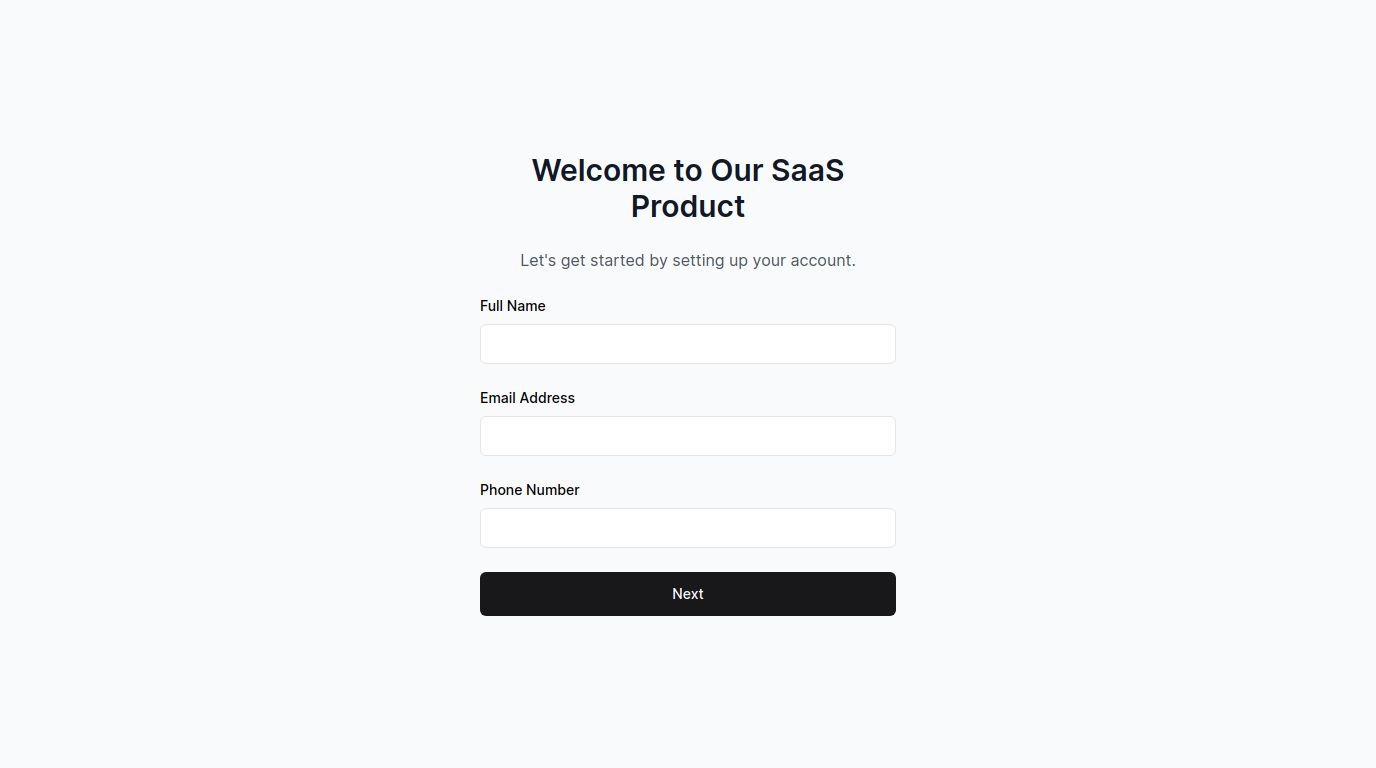 Welcome to Our SaaS
Product
Let's get started by setting up your account.
Full Name
Email Address
Phone Number
Next